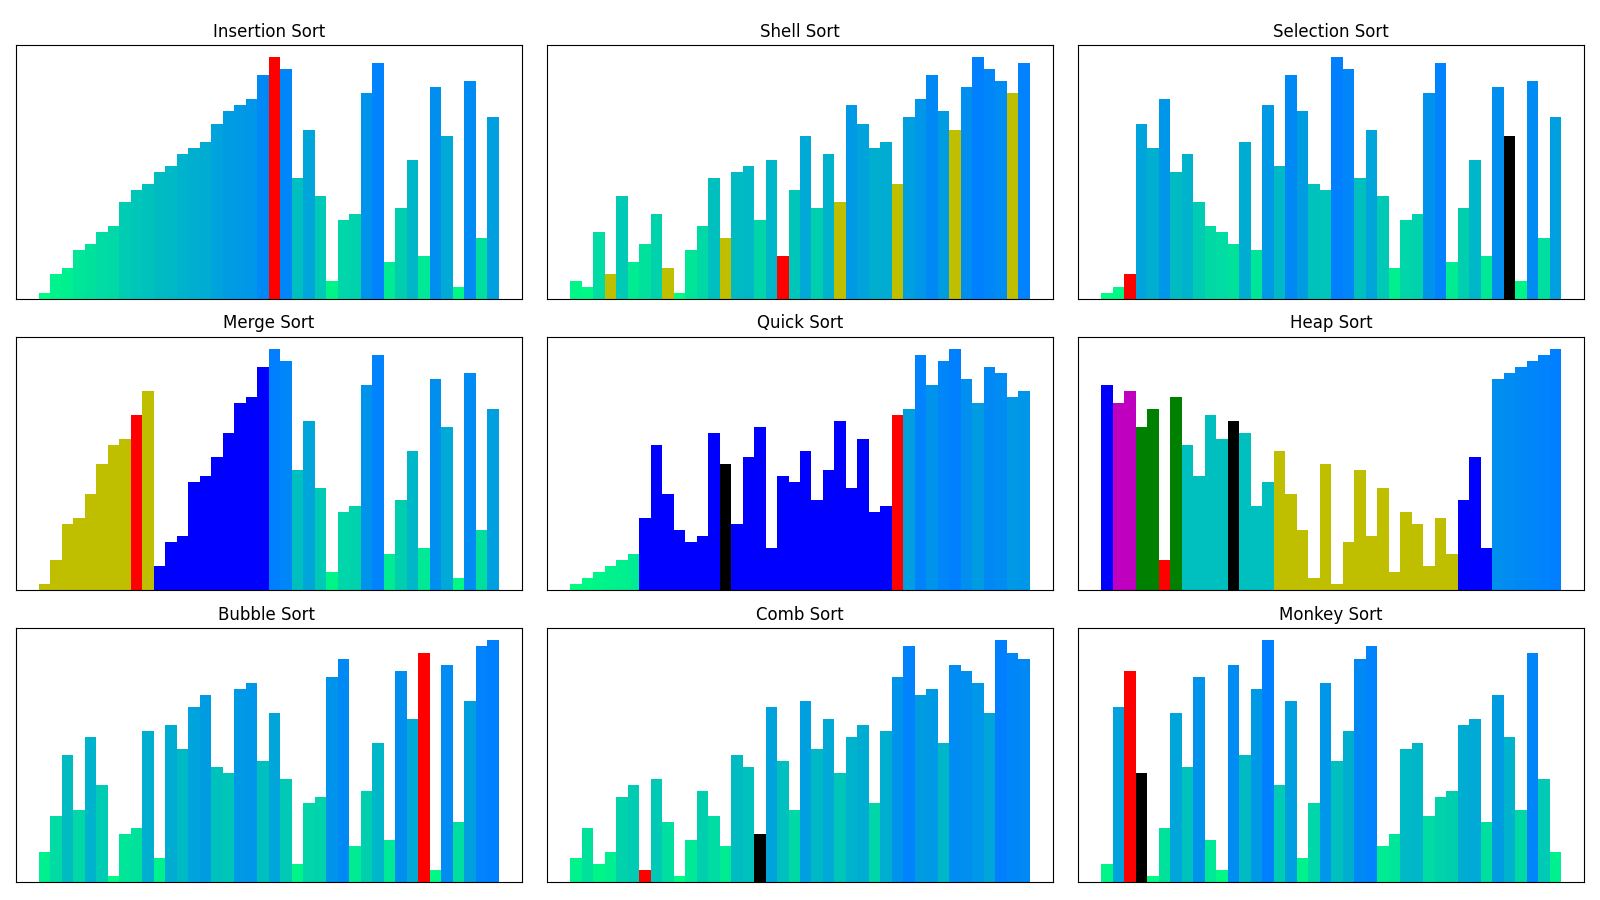 Insertion Sort
Shell Sort
Selection Sort
Merge Sort
Quick Sort
Heap Sort
Bubble Sort
Comb Sort
Monkey Sort